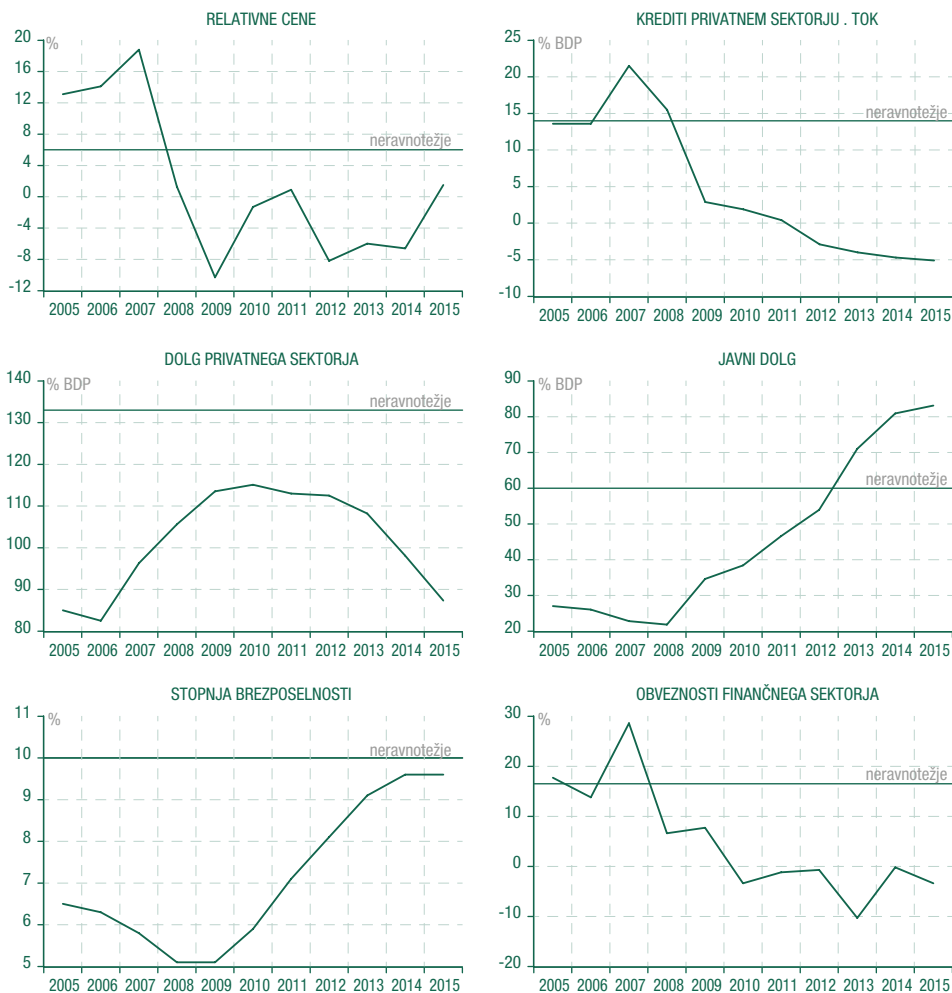 RELATIVNE CENE
%
20
16
12
8
4
0
-4
-8
-12
neravnotežje
2005 2006 2007 2008 2009 2010 2011 2012 2013 2014 2015
KREDITI PRIVATNEM SEKTORJU . TOK
% BDP
25
20
15
10
5
0
-5
-10
neravnotežje
2005 2006 2007 2008 2009 2010 2011 2012 2013 2014 2015
DOLG PRIVATNEGA SEKTORJA
% BDP
140
130
120
110
100
90
80
neravnotežje
2005 2006 2007 2008 2009 2010 2011 2012 2013 2014 2015
JAVNI DOLG
% BDP
90
80
70
60
50
40
30
20
neravnotežje
2005 2006 2007 2008 2009 2010 2011 2012 2013 2014 2015
STOPNJA BREZPOSELNOSTI
%
11
10
9
8
7
6
5
neravnotežje
2005 2006 2007 2008 2009 2010 2011 2012 2013 2014 2015
OBVEZNOSTI FINANČNEGA SEKTORJA
%
30
20
10
0
-10
-20
neravnotežje
2005 2006 2007 2008 2009 2010 2011 2012 2013 2014 2015